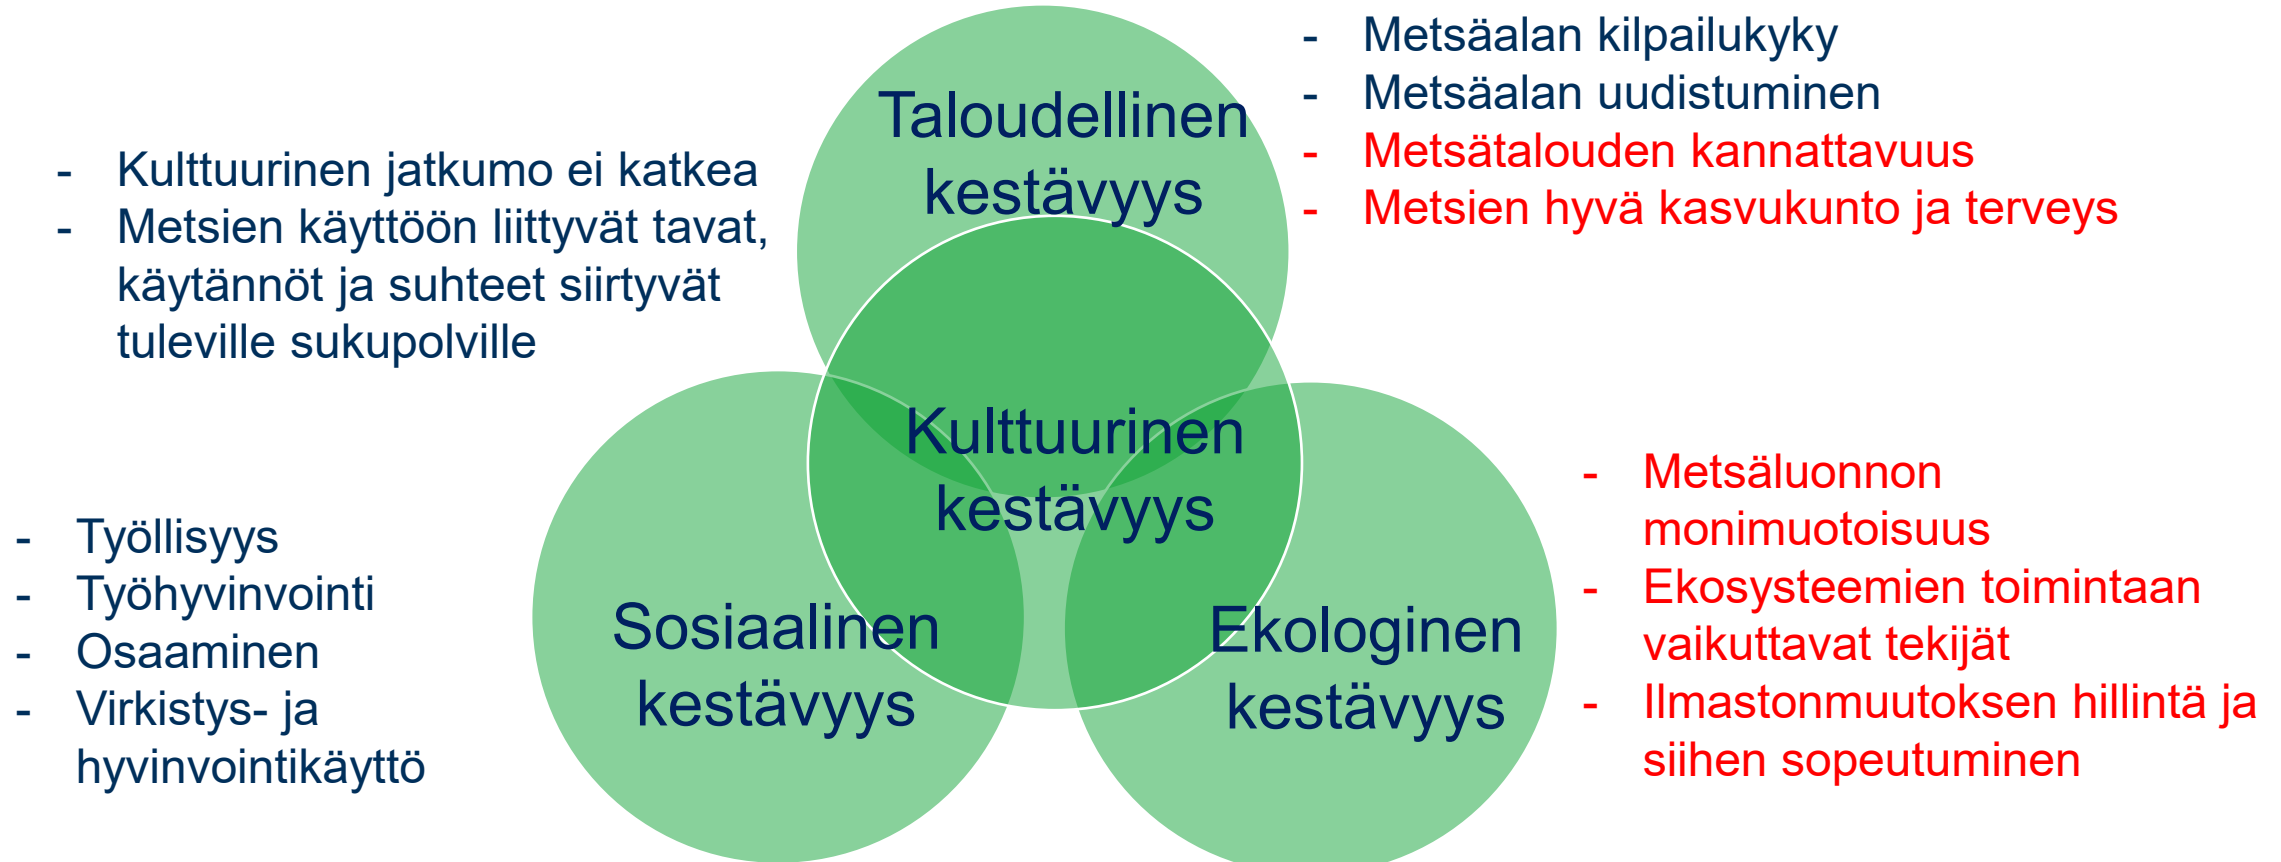 Taloudellinen
kestävyys
- Metsäalan kilpailukyky
- Metsäalan uudistuminen
- Metsätalouden kannattavuus
- Metsien hyvä kasvukunto ja terveys
- Kulttuurinen jatkumo ei katkea
- Metsien käyttöön liittyvät tavat,
käytännöt ja suhteet siirtyvät
tuleville sukupolville
Kulttuurinen
kestävyys
- Työllisyys
- Työhyvinvointi
- Osaaminen
- Virkistys- ja
hyvinvointikäyttö
Sosiaalinen
kestävyys
Ekologinen
kestävyys
- Metsäluonnon
monimuotoisuus
- Ekosysteemien toimintaan
vaikuttavat tekijät
- Ilmastonmuutoksen hillintä ja
siihen sopeutuminen